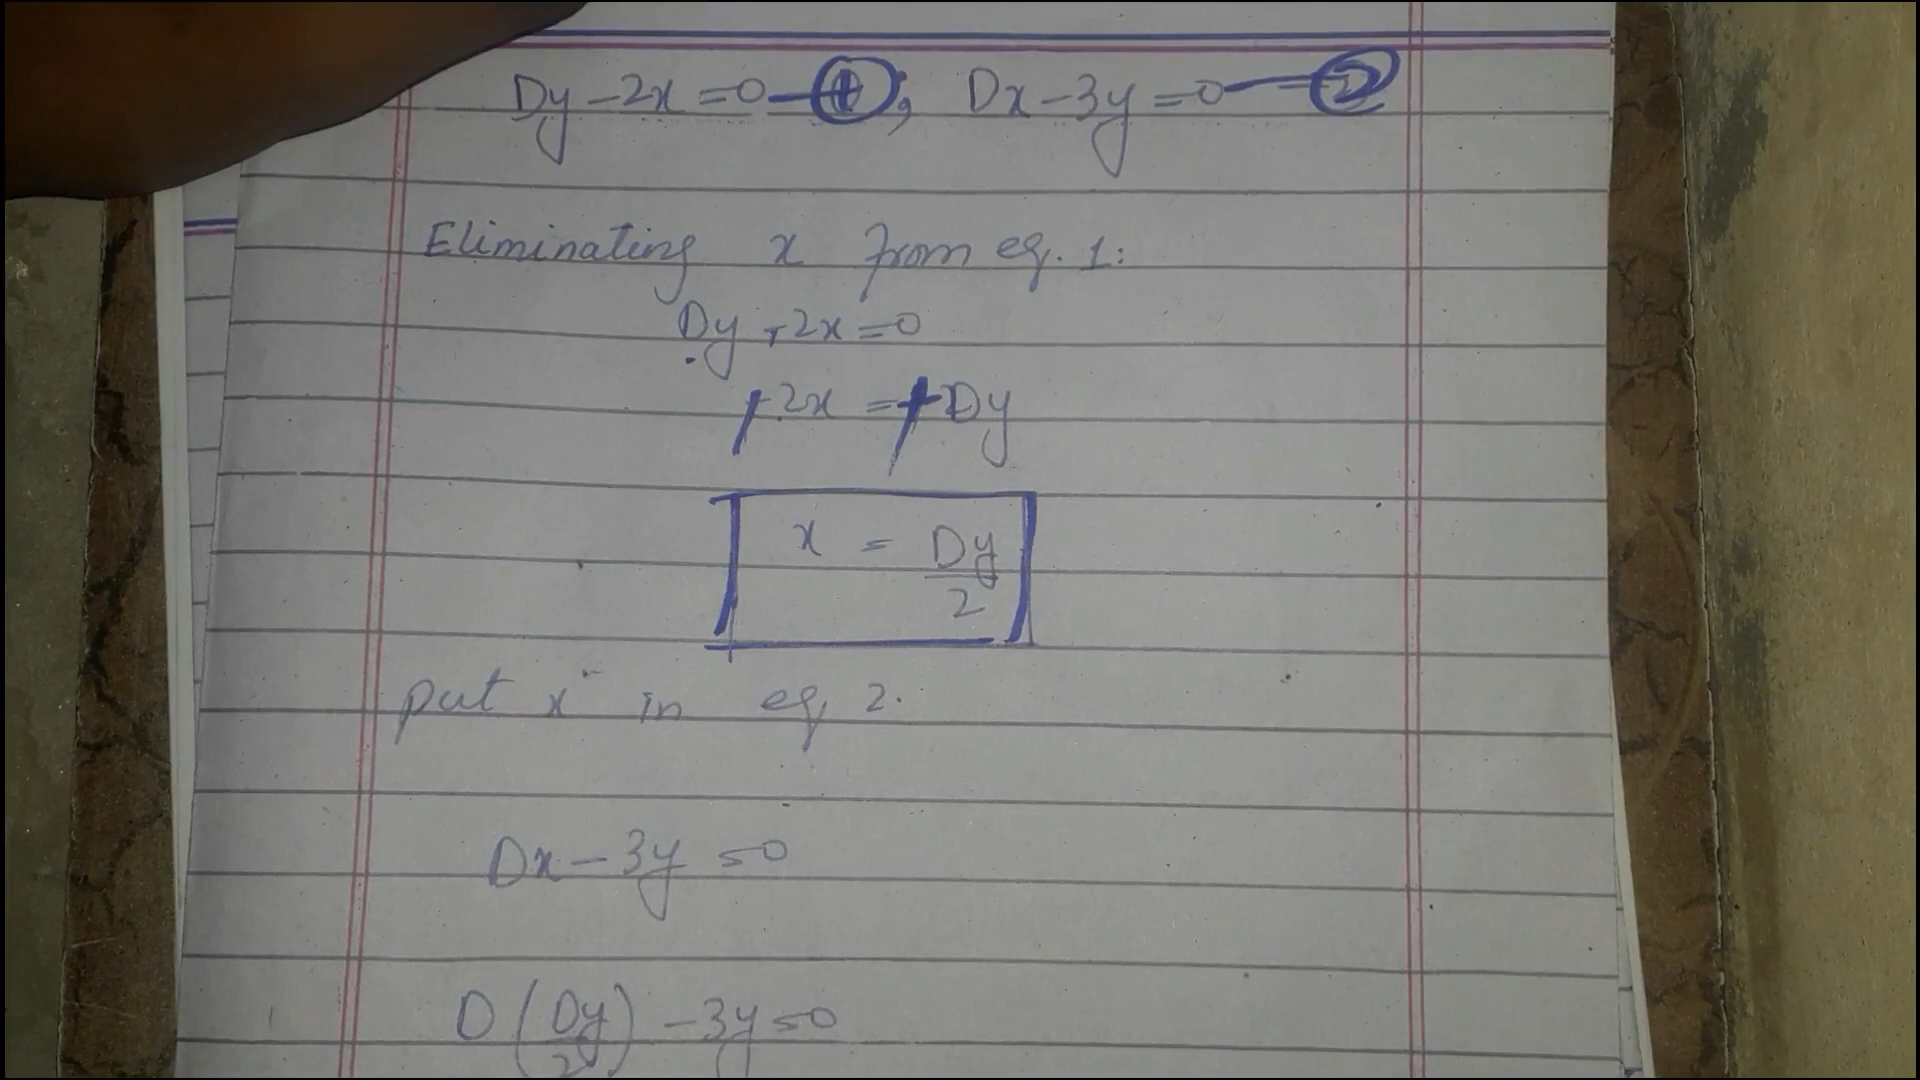 Dy - 2x = 0 — ① ; Dx - 3y = 0 — ②
Eliminating x from eq. 1:
Dy - 2x = 0
-2x = -Dy
x = Dy/2
put x in eq 2.
Dx - 3y = 0
D(Dy/2) - 3y = 0